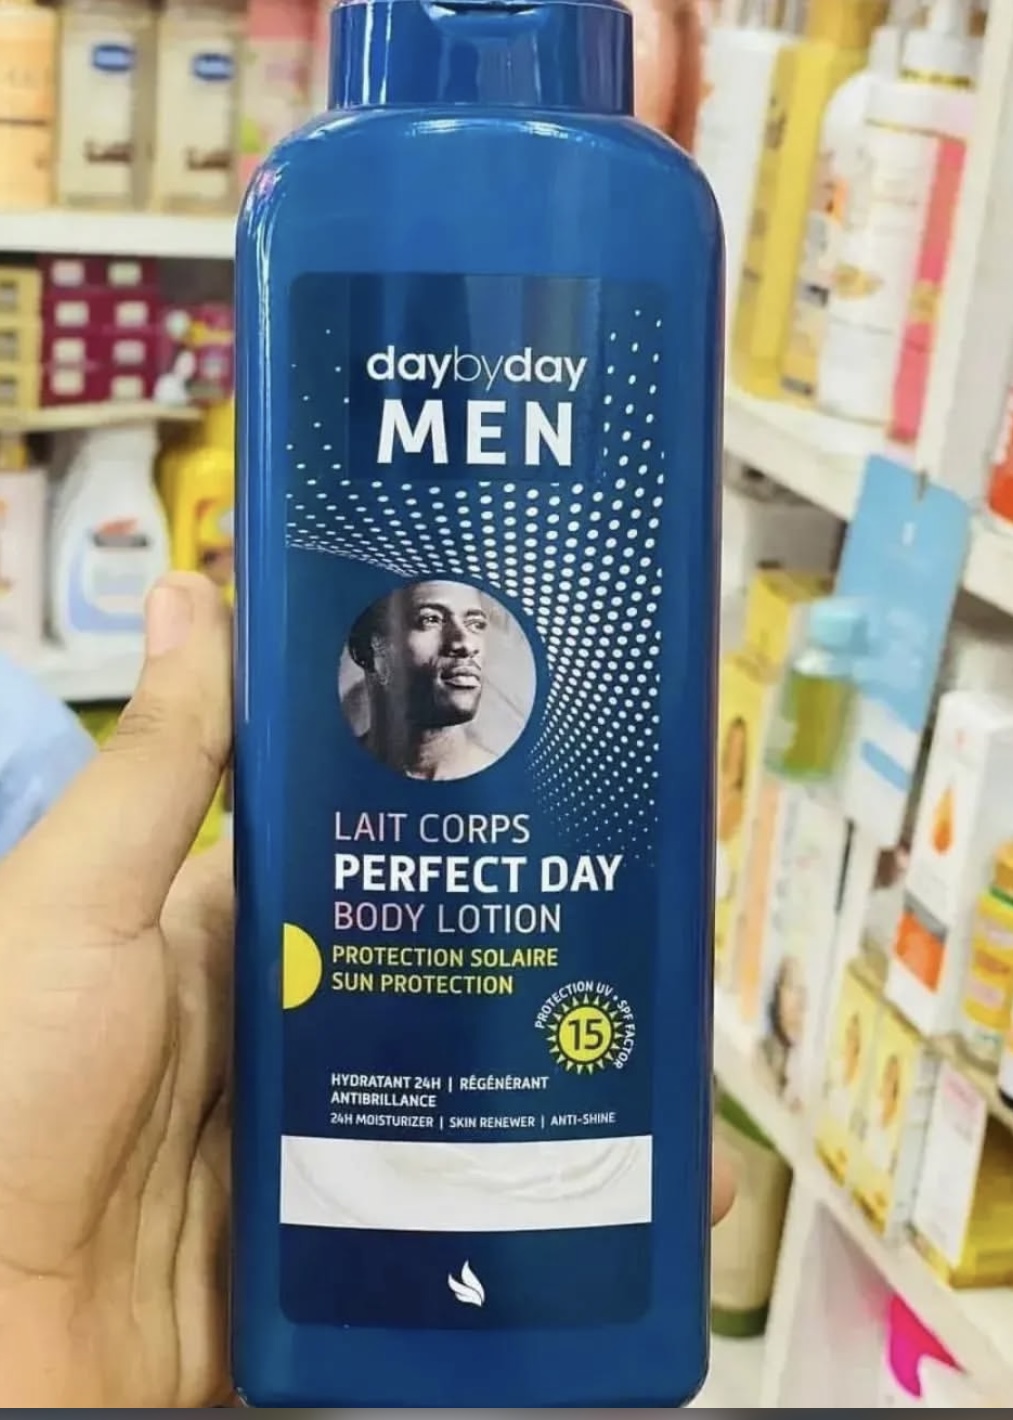 daybyday
MEN
LAIT CORPS
PERFECT DAY
BODY LOTION
PROTECTION SOLAIRE
SUN PROTECTION
PROTECTION UV • SPF FACTOR
15
HYDRATANT 24H | RÉGÉNÉRANT
ANTIBRILLANCE
24H MOISTURIZER | SKIN RENEWER | ANTI-SHINE